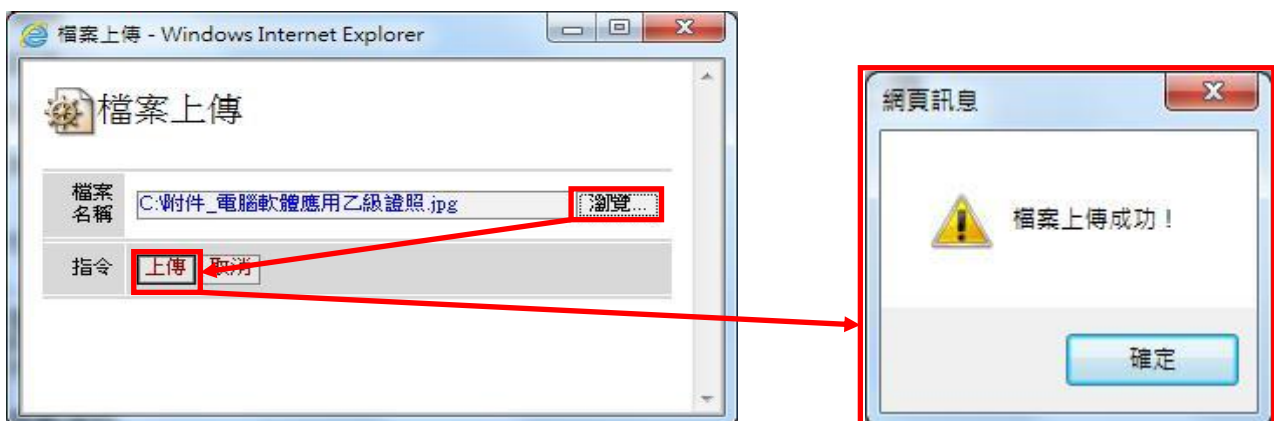 檔案上傳 - Windows Internet Explorer
檔案上傳
檔案
名稱
C:\附件_電腦軟體應用乙級證照.jpg
瀏覽...
指令
上傳
取消
網頁訊息
檔案上傳成功！
確定